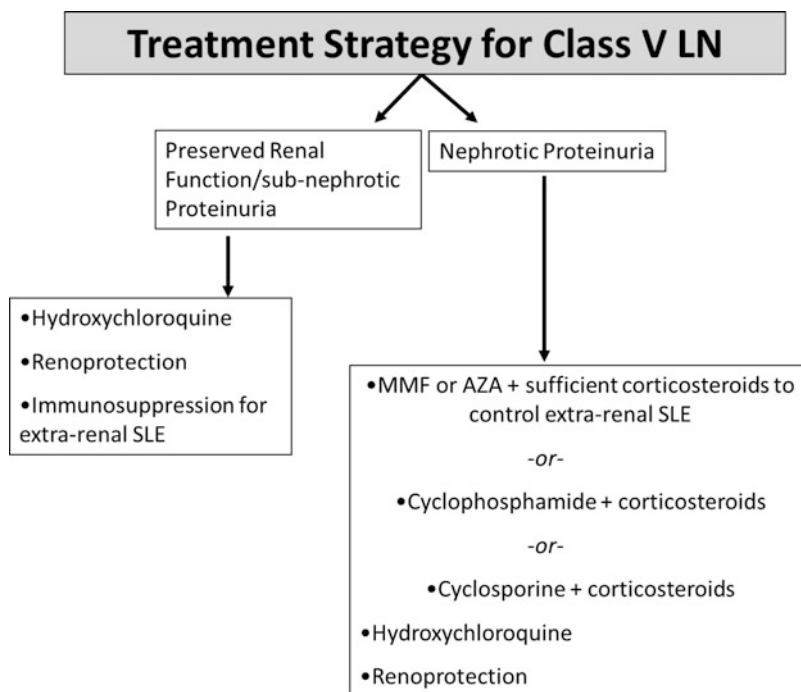 Treatment Strategy for Class V LN
Preserved Renal
Function/sub-nephrotic
Proteinuria
Nephrotic Proteinuria
•Hydroxychloroquine
•Renoprotection
•Immunosuppression for
extra-renal SLE
•MMF or AZA + sufficient corticosteroids to
control extra-renal SLE
-or-
•Cyclophosphamide + corticosteroids
-or-
•Cyclosporine + corticosteroids
•Hydroxychloroquine
•Renoprotection